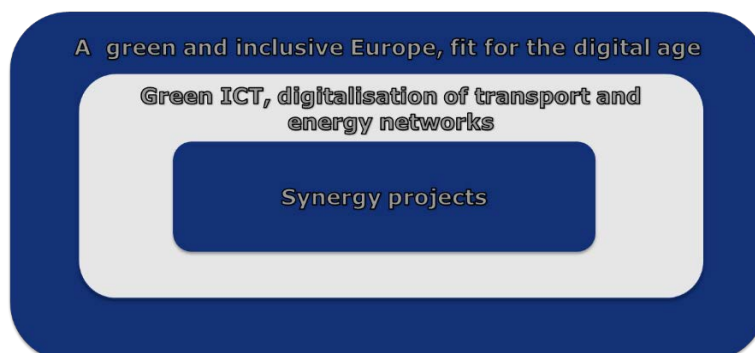 A green and inclusive Europe, fit for the digital age
Green ICT, digitalisation of transport and
energy networks
Synergy projects